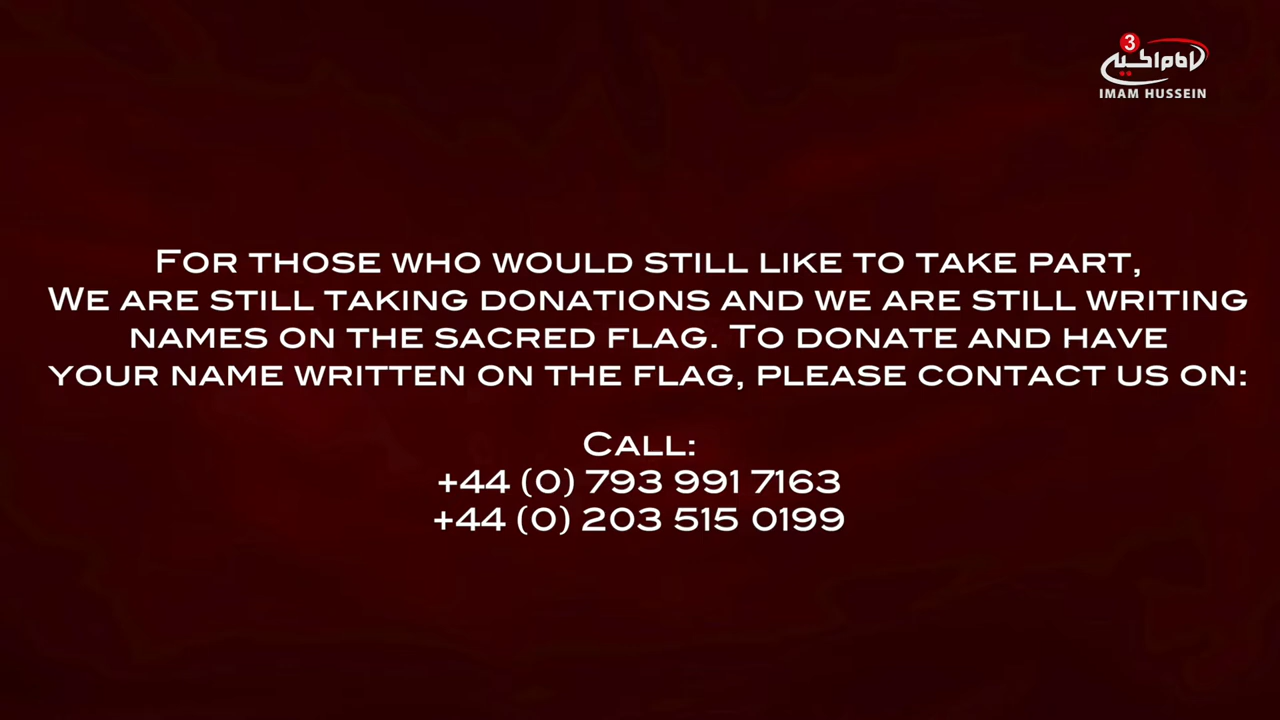 3
IMAM HUSSEIN
FOR THOSE WHO WOULD STILL LIKE TO TAKE PART,
WE ARE STILL TAKING DONATIONS AND WE ARE STILL WRITING
NAMES ON THE SACRED FLAG. TO DONATE AND HAVE
YOUR NAME WRITTEN ON THE FLAG, PLEASE CONTACT US ON:
CALL:
+44 (0) 793 991 7163
+44 (0) 203 515 0199